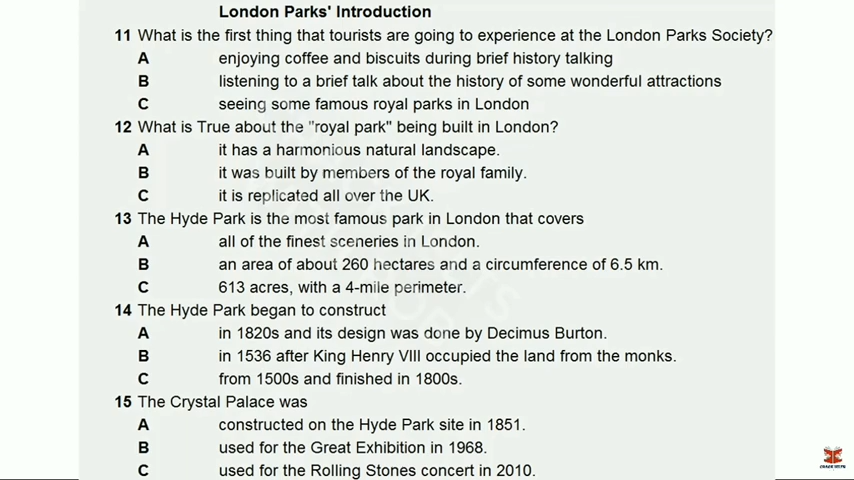 London Parks' Introduction
11 What is the first thing that tourists are going to experience at the London Parks Society?
A enjoying coffee and biscuits during brief history talking
B listening to a brief talk about the history of some wonderful attractions
C seeing some famous royal parks in London
12 What is True about the "royal park" being built in London?
A it has a harmonious natural landscape.
B it was built by members of the royal family.
C it is replicated all over the UK.
13 The Hyde Park is the most famous park in London that covers
A all of the finest sceneries in London.
B an area of about 260 hectares and a circumference of 6.5 km.
C 613 acres, with a 4-mile perimeter.
14 The Hyde Park began to construct
A in 1820s and its design was done by Decimus Burton.
B in 1536 after King Henry VIII occupied the land from the monks.
C from 1500s and finished in 1800s.
15 The Crystal Palace was
A constructed on the Hyde Park site in 1851.
B used for the Great Exhibition in 1968.
C used for the Rolling Stones concert in 2010.